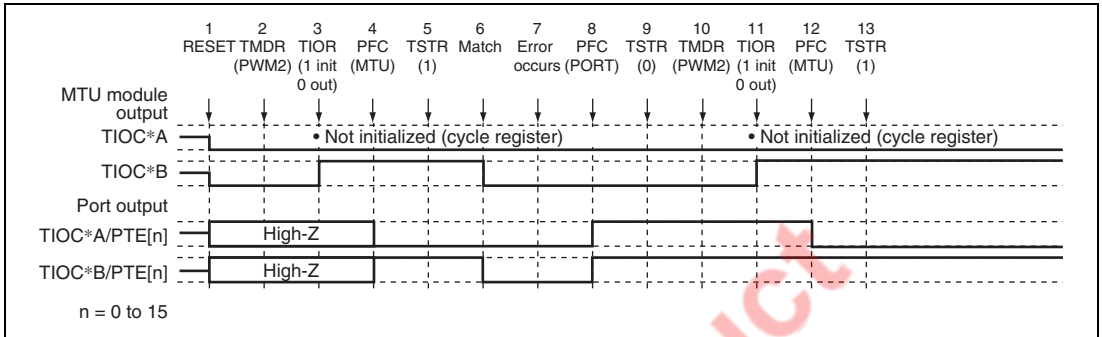 1 2 3 4 5 6 7 8 9 10 11 12 13
RESET TMDR TIOR PFC TSTR Match Error PFC TSTR TMDR TIOR PFC TSTR
(PWM2) (1 init (MTU) (1) occurs (PORT) (0) (PWM2) (1 init (MTU) (1)
0 out) 0 out)
MTU module
output
TIOC*A • Not initialized (cycle register) • Not initialized (cycle register)
TIOC*B
Port output
TIOC*A/PTE[n] High-Z
TIOC*B/PTE[n] High-Z
n = 0 to 15
uct